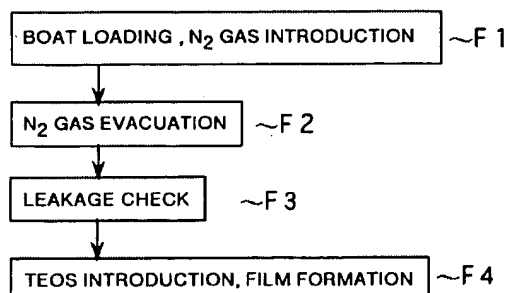 BOAT LOADING , N₂ GAS INTRODUCTION ~F 1
N₂ GAS EVACUATION ~F 2
LEAKAGE CHECK ~F 3
TEOS INTRODUCTION, FILM FORMATION ~F 4